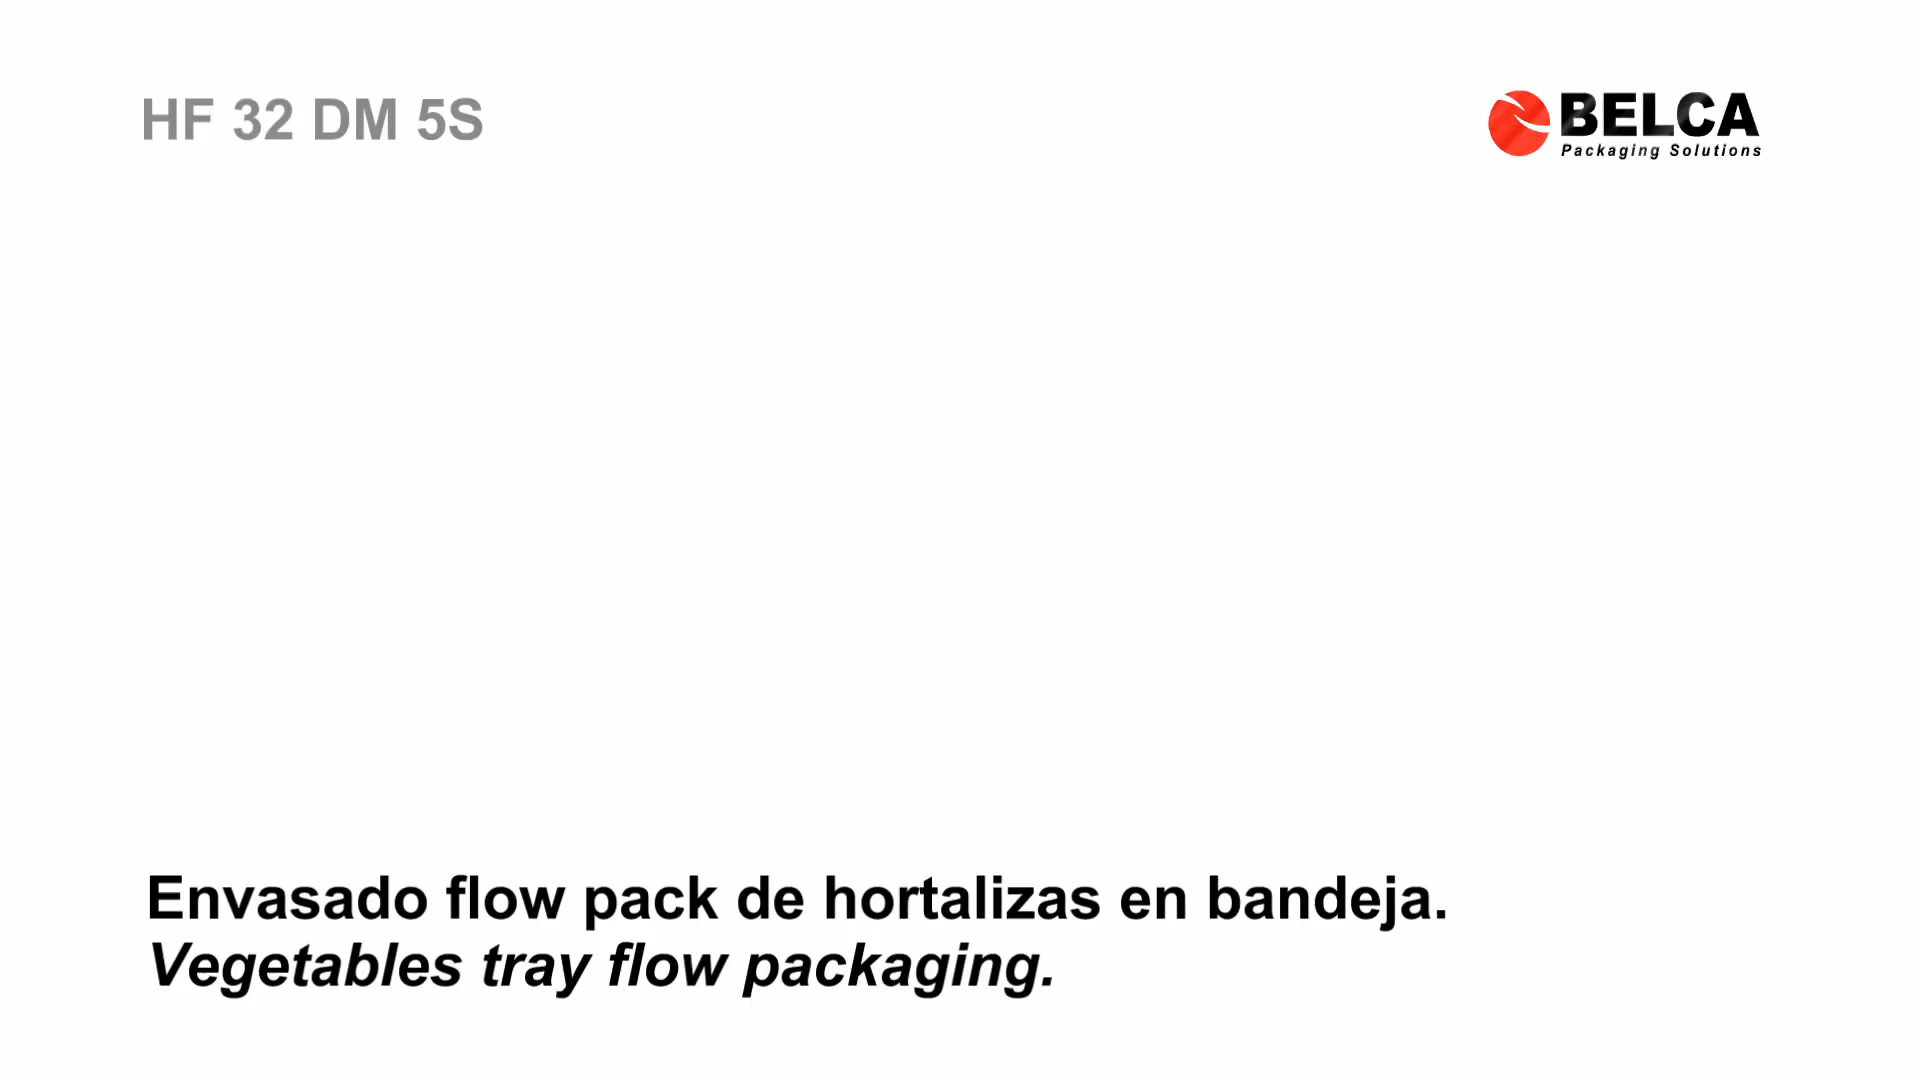 HF 32 DM 5S
BELCA
Packaging Solutions
Envasado flow pack de hortalizas en bandeja.
Vegetables tray flow packaging.